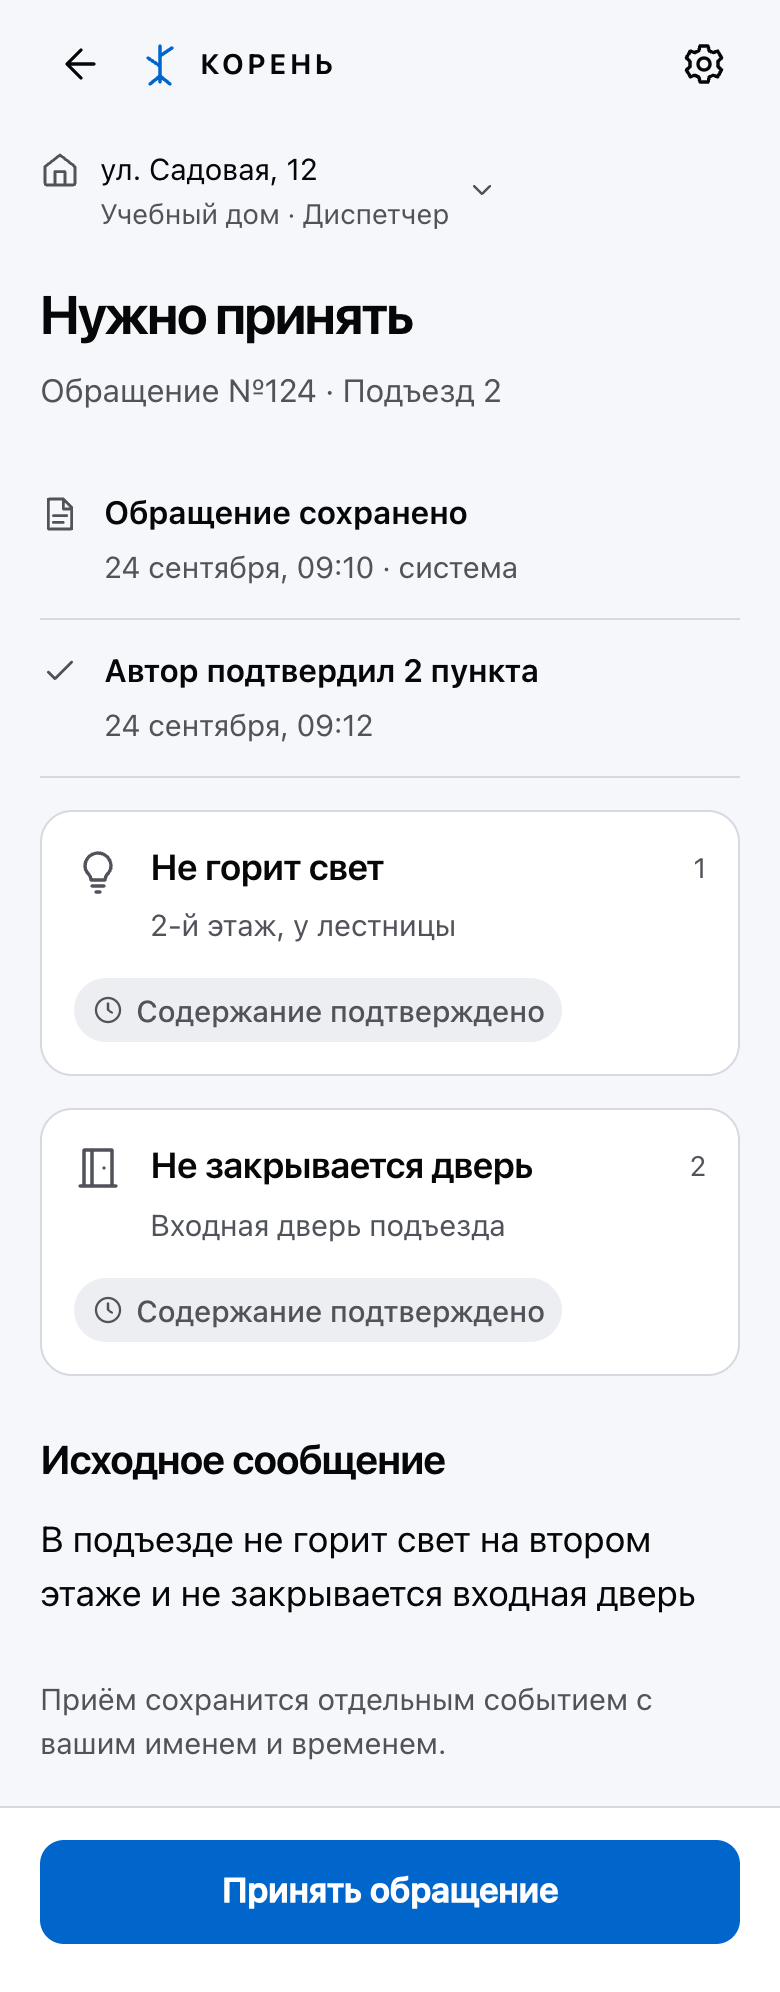 КОРЕНЬ
ул. Садовая, 12
Учебный дом · Диспетчер
Нужно принять
Обращение №124 · Подъезд 2
Обращение сохранено
24 сентября, 09:10 · система
Автор подтвердил 2 пункта
24 сентября, 09:12
Не горит свет 1
2-й этаж, у лестницы
Содержание подтверждено
Не закрывается дверь 2
Входная дверь подъезда
Содержание подтверждено
Исходное сообщение
В подъезде не горит свет на втором
этаже и не закрывается входная дверь
Приём сохранится отдельным событием с
вашим именем и временем.
Принять обращение